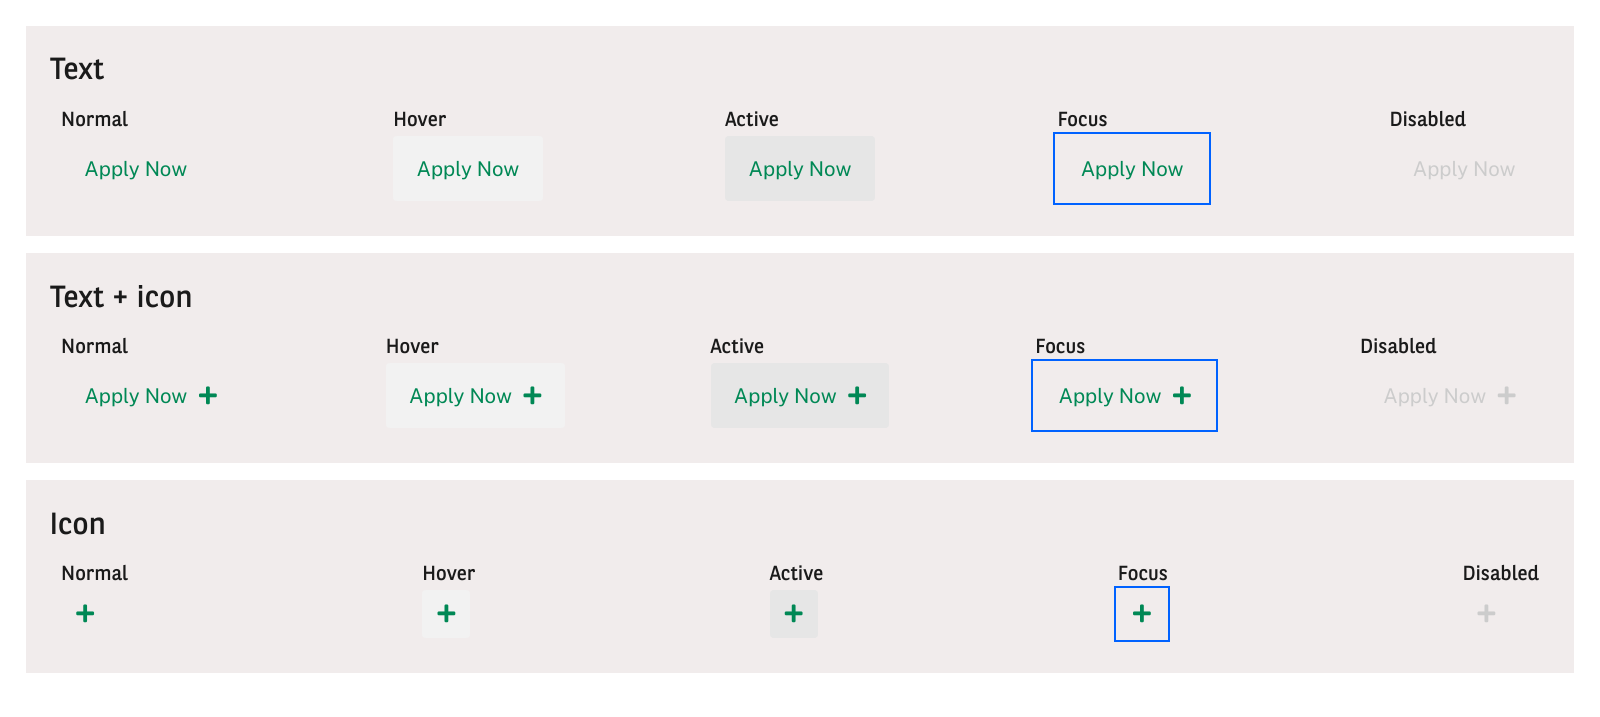 Text
Normal Hover Active Focus Disabled
Apply Now Apply Now Apply Now Apply Now Apply Now
Text + icon
Normal Hover Active Focus Disabled
Apply Now + Apply Now + Apply Now + Apply Now + Apply Now +
Icon
Normal Hover Active Focus Disabled
+ + + + +